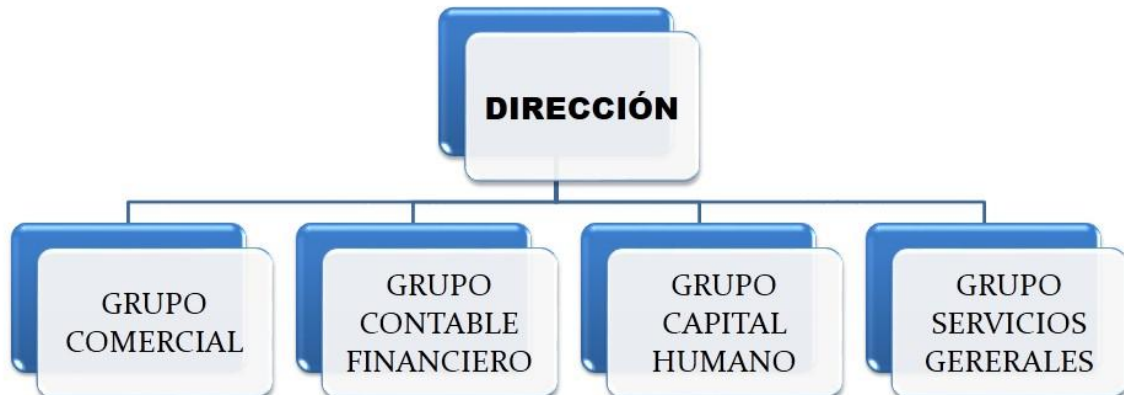 DIRECCIÓN
GRUPO
COMERCIAL
GRUPO
CONTABLE
FINANCIERO
GRUPO
CAPITAL
HUMANO
GRUPO
SERVICIOS
GERERALES